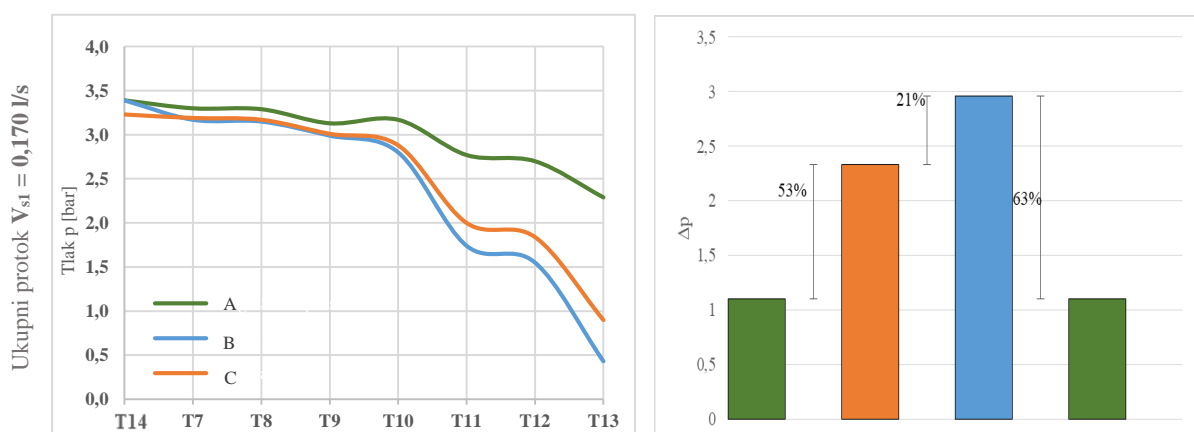 Ukupni protok Vs1 = 0,170 l/s
Tlak p [bar]
4,0
3,5
3,0
2,5
2,0
1,5
1,0
0,5
0,0
A
B
C
T14 T7 T8 T9 T10 T11 T12 T13
Δp
3,5
3
2,5
2
1,5
1
0,5
0
53%
21%
63%